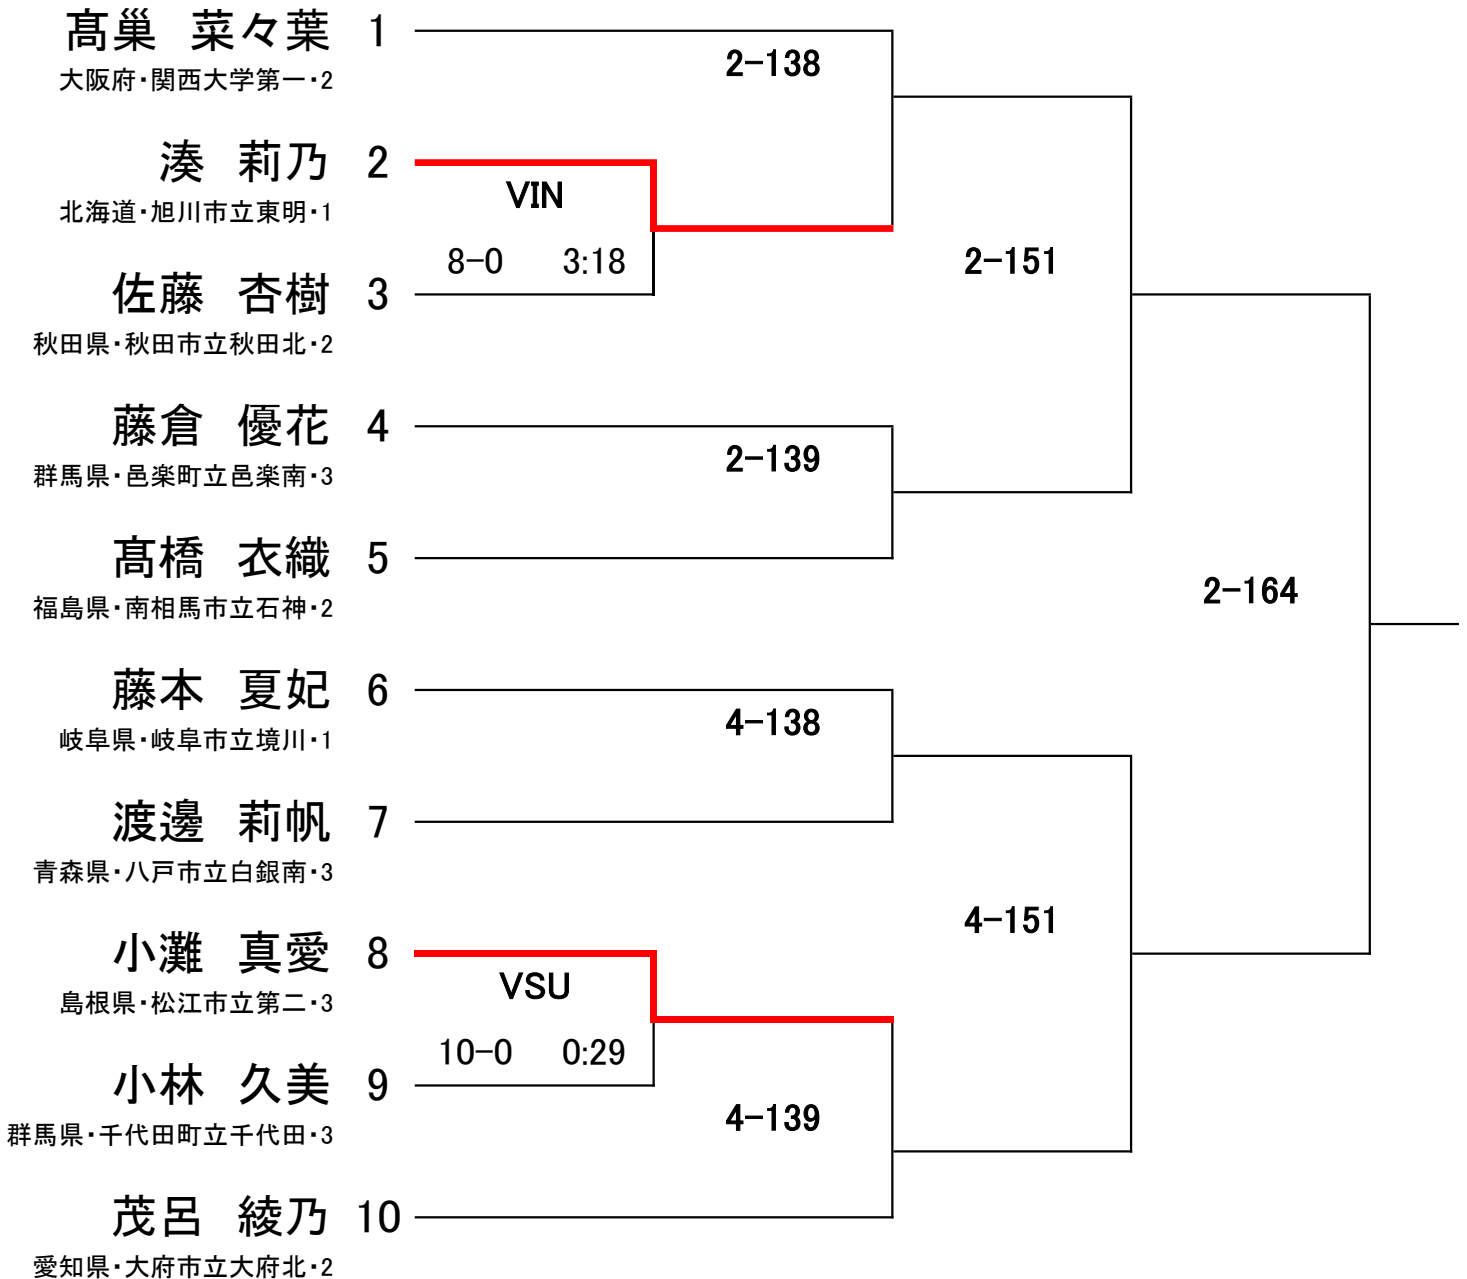 髙巢 菜々葉 1
2-138
大阪府・関西大学第一・2
湊 莉乃 2
VIN
北海道・旭川市立東明・1
8-0 3:18
2-151
佐藤 杏樹 3
秋田県・秋田市立秋田北・2
藤倉 優花 4
2-139
群馬県・邑楽町立邑楽南・3
髙橋 衣織 5
福島県・南相馬市立石神・2
2-164
藤本 夏妃 6
4-138
岐阜県・岐阜市立境川・1
渡邊 莉帆 7
青森県・八戸市立白銀南・3
4-151
小灘 真愛 8
VSU
島根県・松江市立第二・3
10-0 0:29
小林 久美 9
4-139
群馬県・千代田町立千代田・3
茂呂 綾乃 10
愛知県・大府市立大府北・2